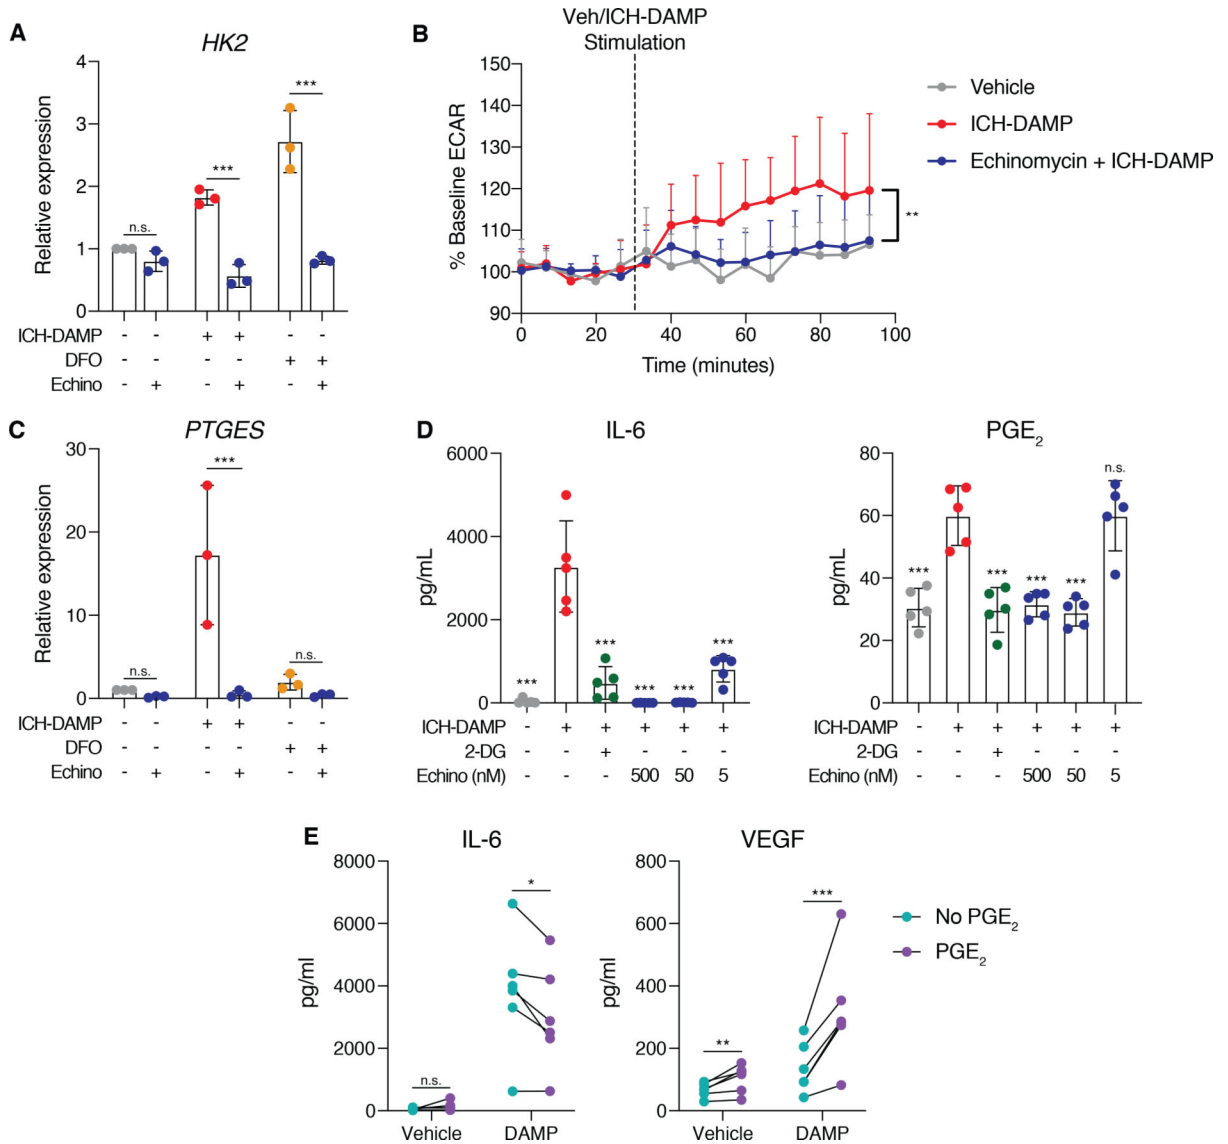 A
HK2
Relative expression
4
3
2
1
0
n.s.
***
***
ICH-DAMP - - + + - -
DFO - - - - + +
Echino - + - + - +
B
Veh/ICH-DAMP
Stimulation
% Baseline ECAR
150
140
130
120
110
100
0 20 40 60 80 100
Time (minutes)
**
Vehicle
ICH-DAMP
Echinomycin + ICH-DAMP
C
PTGES
Relative expression
30
20
10
0
n.s.
***
n.s.
ICH-DAMP - - + + - -
DFO - - - - + +
Echino - + - + - +
D
IL-6
pg/mL
6000
4000
2000
0
*** *** *** *** ***
ICH-DAMP - + + + + +
2-DG - - + - - -
Echino (nM) - - - 500 50 5
PGE₂
pg/mL
80
60
40
20
0
*** *** *** *** n.s.
ICH-DAMP - + + + + +
2-DG - - + - - -
Echino (nM) - - - 500 50 5
E
IL-6
pg/ml
8000
6000
4000
2000
0
n.s.
*
Vehicle DAMP
VEGF
pg/ml
800
600
400
200
0
**
***
Vehicle DAMP
No PGE₂
PGE₂